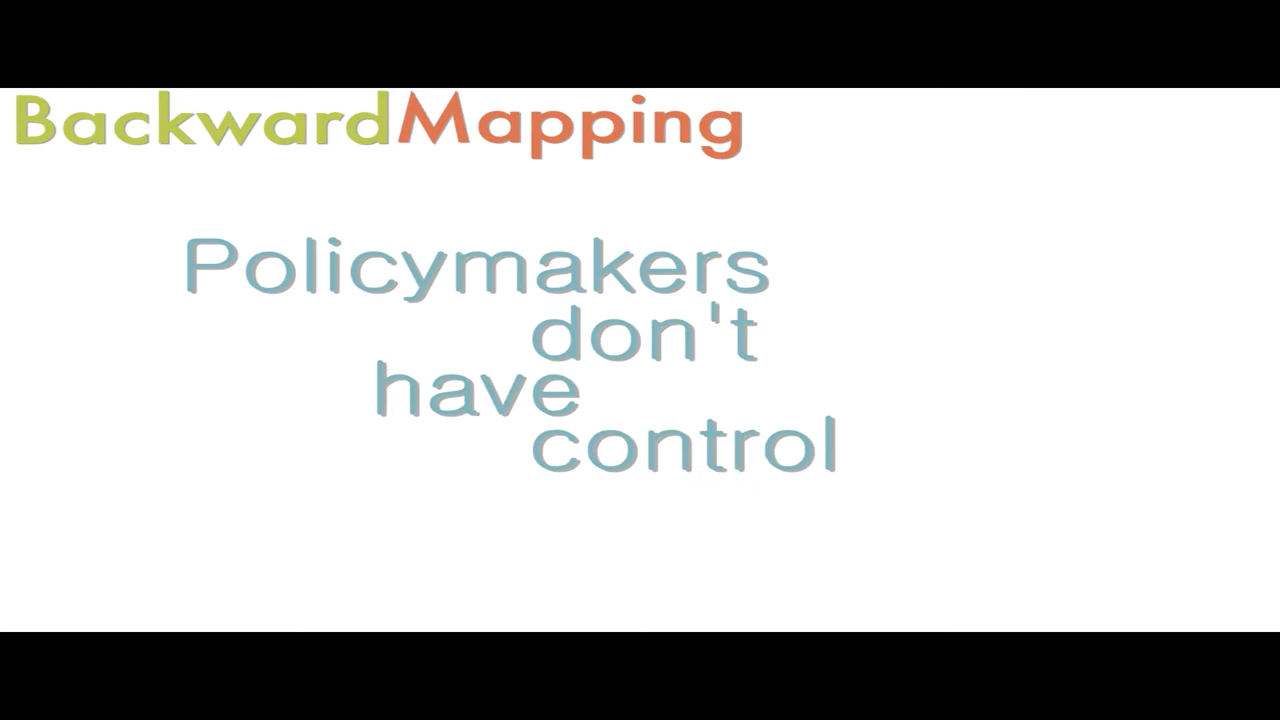 BackwardMapping
Policymakers
don't
have
control